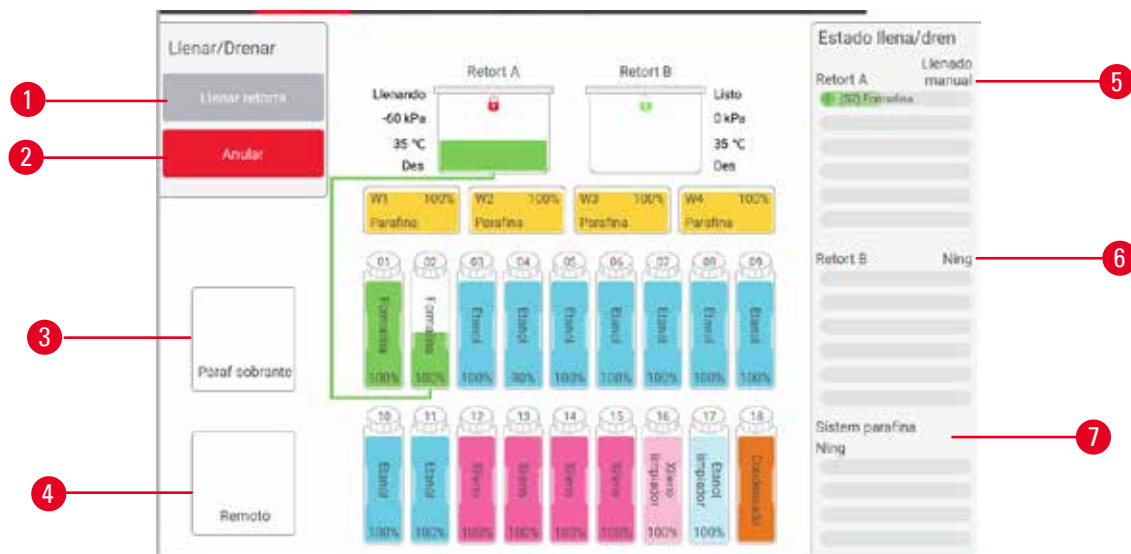 Llenar/Drenar
Llenar retorta
Anular
Paraf sobrante
Remoto
1
2
3
4
Retort A
Retort B
Llenando
-60 kPa
35 °C
Des
Listo
0 kPa
35 °C
Des
W1 100% W2 100% W3 100% W4 100%
Parafina Parafina Parafina Parafina
01 02 03 04 05 06 07 08 09
Formalina Formalina Etanol Etanol Etanol Etanol Etanol Etanol Etanol
100% 100% 100% 90% 100% 100% 100% 100% 100%
10 11 12 13 14 15 16 17 18
Etanol Etanol Xileno Xileno Xileno Xileno Xileno limpiador Etanol limpiador Condensado
100% 100% 100% 100% 100% 100% 100% 100%
Estado llena/dren
Retort A
Llenado manual
(S2) Formalina
Retort B Ning
Sistem parafina
Ning
5
6
7